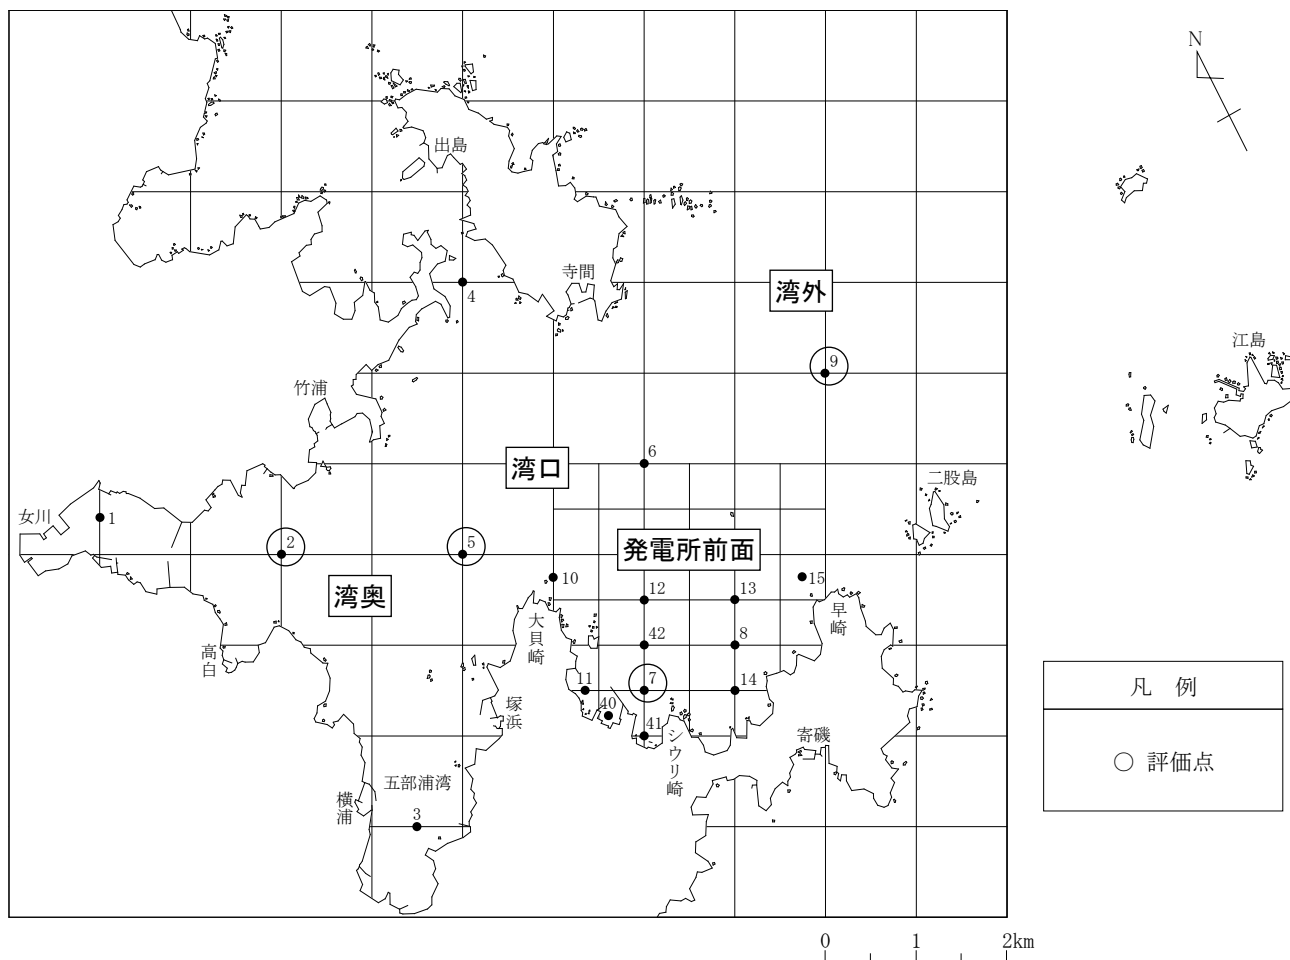 N
出島
寺間
4
湾外
江島
9
竹浦
湾口
6
二股島
女川
1
2
5
発電所前面
湾奥
10
12
13
15
大貝崎
早崎
高白
42
8
11
7
14
塚浜
40
41
シウリ崎
寄磯
五部浦湾
横浦
3
凡 例
○ 評価点
0 1 2km